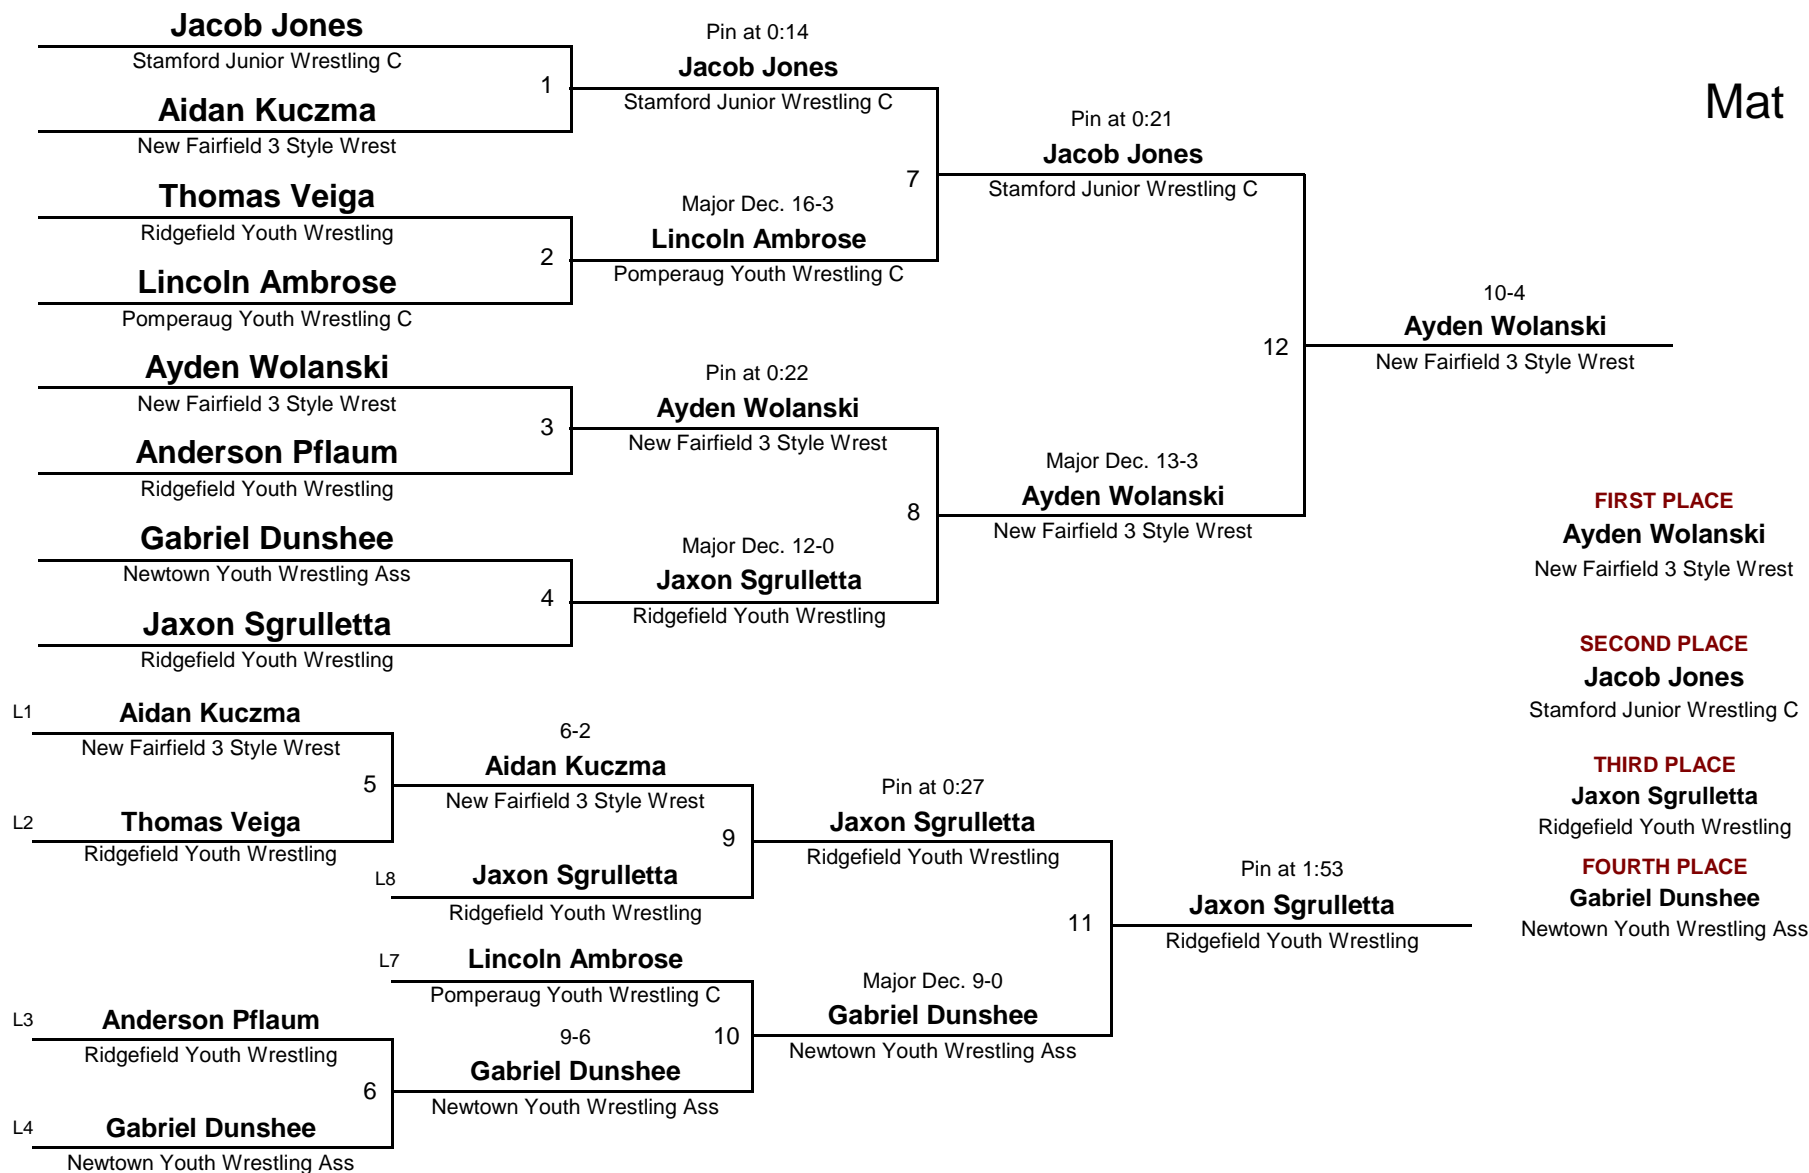 Jacob Jones
Stamford Junior Wrestling C
1
Aidan Kuczma
New Fairfield 3 Style Wrest
Thomas Veiga
Ridgefield Youth Wrestling
2
Lincoln Ambrose
Pomperaug Youth Wrestling C
Ayden Wolanski
New Fairfield 3 Style Wrest
3
Anderson Pflaum
Ridgefield Youth Wrestling
Gabriel Dunshee
Newtown Youth Wrestling Ass
4
Jaxon Sgrulletta
Ridgefield Youth Wrestling
Pin at 0:14
Jacob Jones
Stamford Junior Wrestling C
7
Major Dec. 16-3
Lincoln Ambrose
Pomperaug Youth Wrestling C
Pin at 0:22
Ayden Wolanski
New Fairfield 3 Style Wrest
8
Major Dec. 12-0
Jaxon Sgrulletta
Ridgefield Youth Wrestling
Pin at 0:21
Jacob Jones
Stamford Junior Wrestling C
12
Major Dec. 13-3
Ayden Wolanski
New Fairfield 3 Style Wrest
10-4
Ayden Wolanski
New Fairfield 3 Style Wrest
Mat
FIRST PLACE
Ayden Wolanski
New Fairfield 3 Style Wrest
SECOND PLACE
Jacob Jones
Stamford Junior Wrestling C
THIRD PLACE
Jaxon Sgrulletta
Ridgefield Youth Wrestling
FOURTH PLACE
Gabriel Dunshee
Newtown Youth Wrestling Ass
L1
Aidan Kuczma
New Fairfield 3 Style Wrest
5
L2
Thomas Veiga
Ridgefield Youth Wrestling
6-2
Aidan Kuczma
New Fairfield 3 Style Wrest
9
L8
Jaxon Sgrulletta
Ridgefield Youth Wrestling
L7
Lincoln Ambrose
Pomperaug Youth Wrestling C
10
L3
Anderson Pflaum
Ridgefield Youth Wrestling
6
L4
Gabriel Dunshee
Newtown Youth Wrestling Ass
9-6
Gabriel Dunshee
Newtown Youth Wrestling Ass
Pin at 0:27
Jaxon Sgrulletta
Ridgefield Youth Wrestling
11
Major Dec. 9-0
Gabriel Dunshee
Newtown Youth Wrestling Ass
Pin at 1:53
Jaxon Sgrulletta
Ridgefield Youth Wrestling